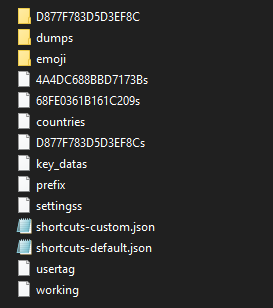 D877F783D5D3EF8C
dumps
emoji
4A4DC688BBD7173Bs
68FE0361B161C209s
countries
D877F783D5D3EF8Cs
key_datas
prefix
settingss
shortcuts-custom.json
shortcuts-default.json
usertag
working